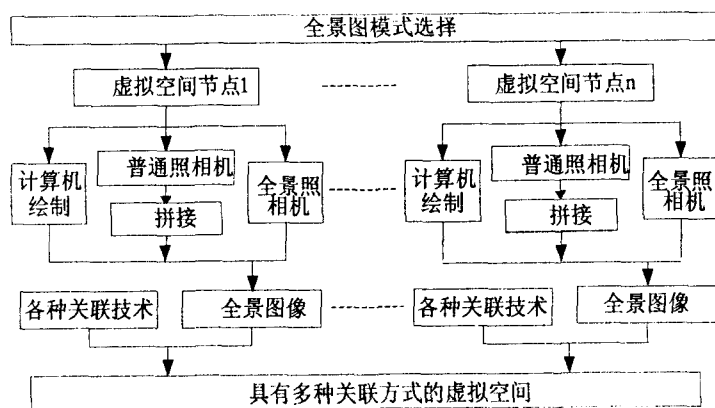 全景图模式选择
虚拟空间节点1
虚拟空间节点n
计算机
绘制
普通照相机
拼接
全景照
相机
计算机
绘制
普通照相机
拼接
全景照
相机
各种关联技术
全景图像
各种关联技术
全景图像
具有多种关联方式的虚拟空间